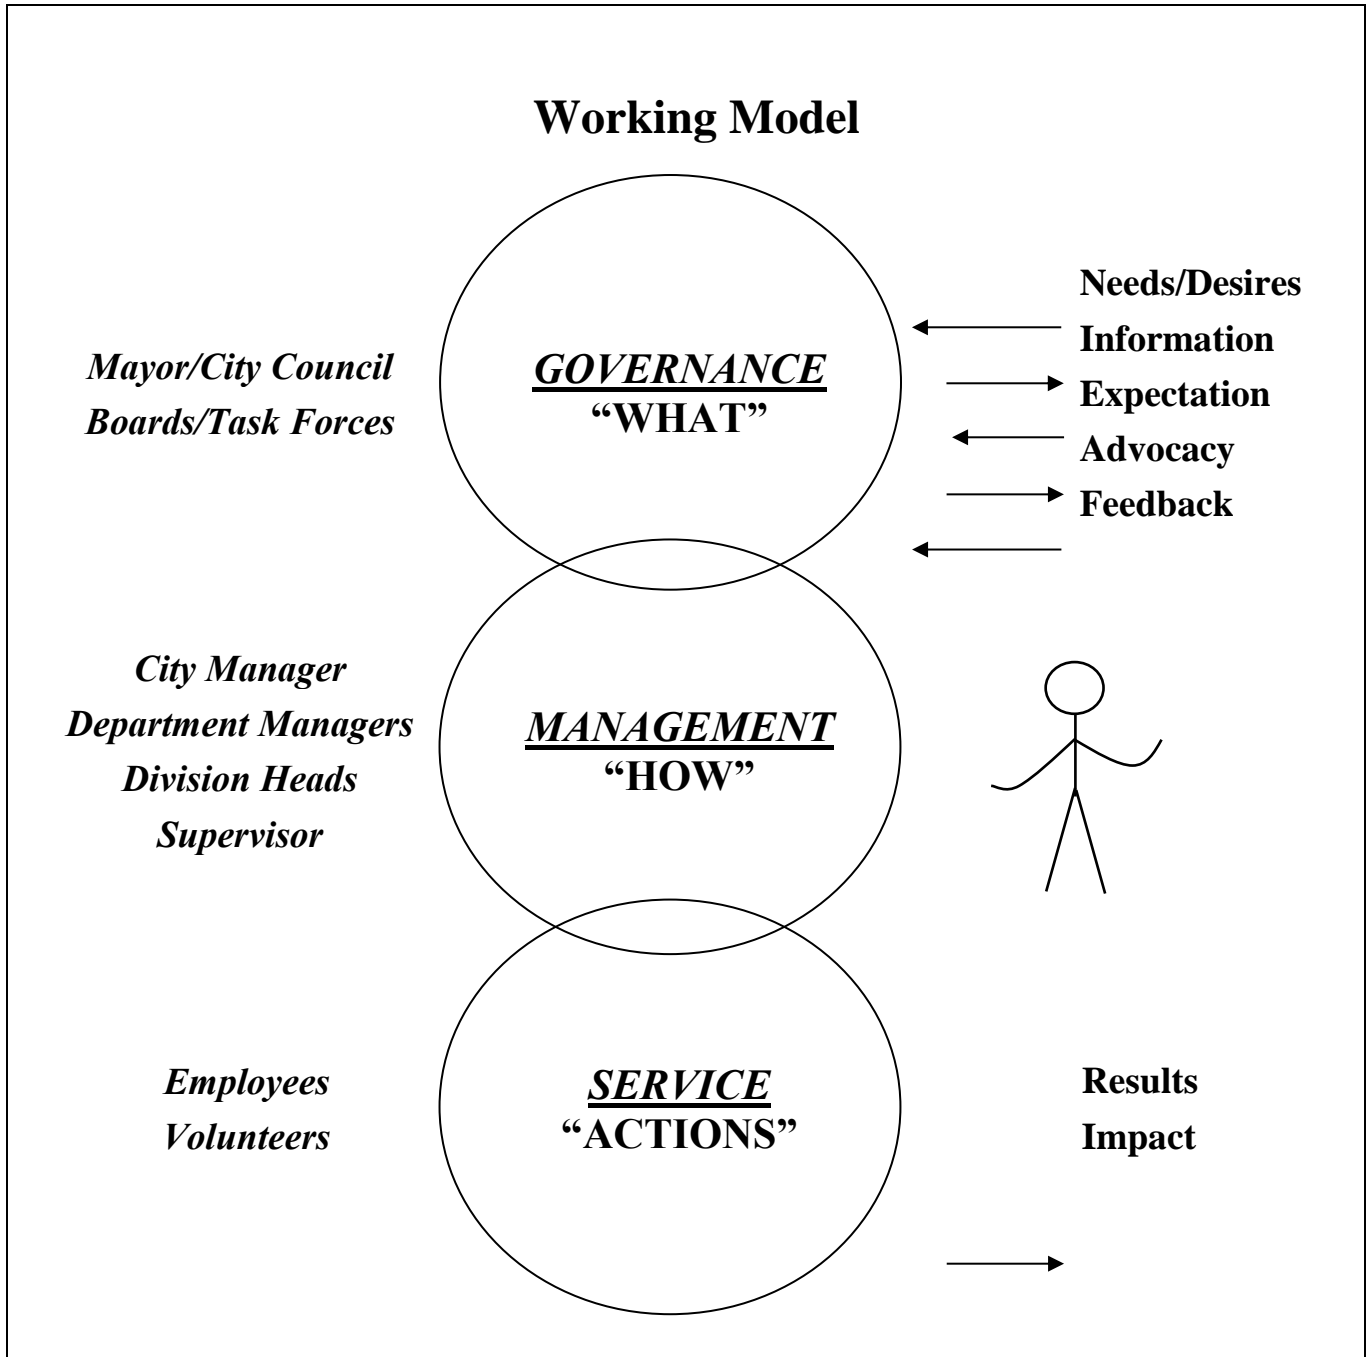 Working Model
Mayor/City Council
Boards/Task Forces
GOVERNANCE
“WHAT”
Needs/Desires
Information
Expectation
Advocacy
Feedback
City Manager
Department Managers
Division Heads
Supervisor
MANAGEMENT
“HOW”
Employees
Volunteers
SERVICE
“ACTIONS”
Results
Impact